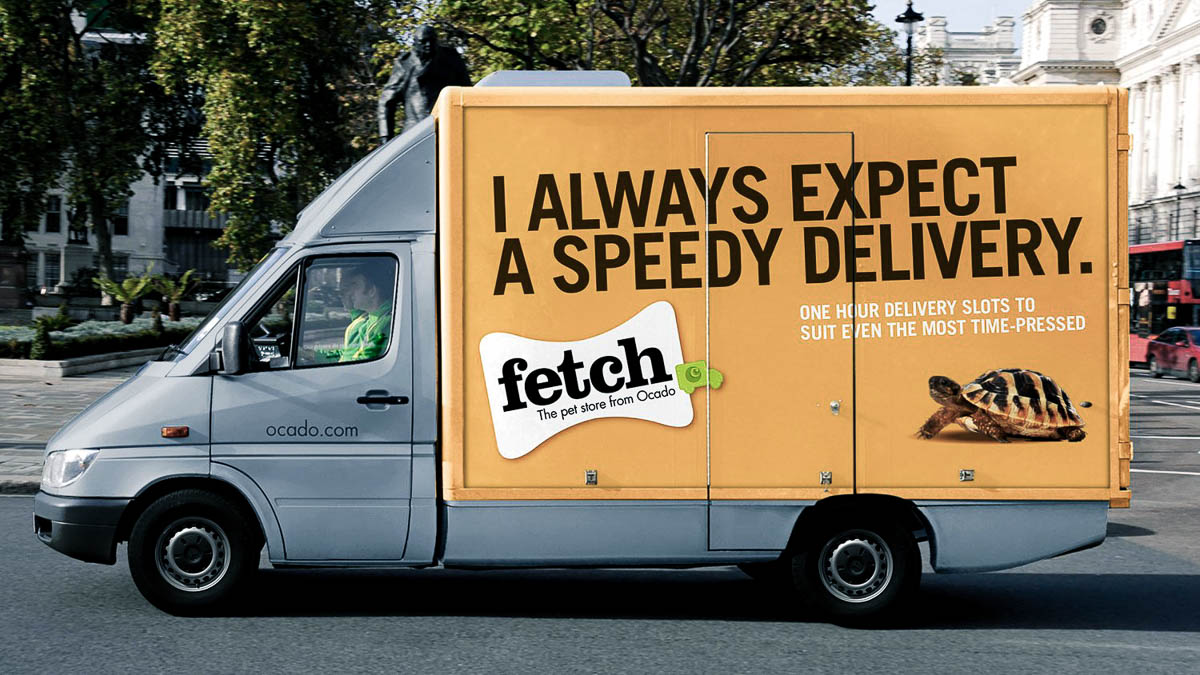 I ALWAYS EXPECT
A SPEEDY DELIVERY.
ONE HOUR DELIVERY SLOTS TO
SUIT EVEN THE MOST TIME-PRESSED
fetch
The pet store from Ocado
ocado.com